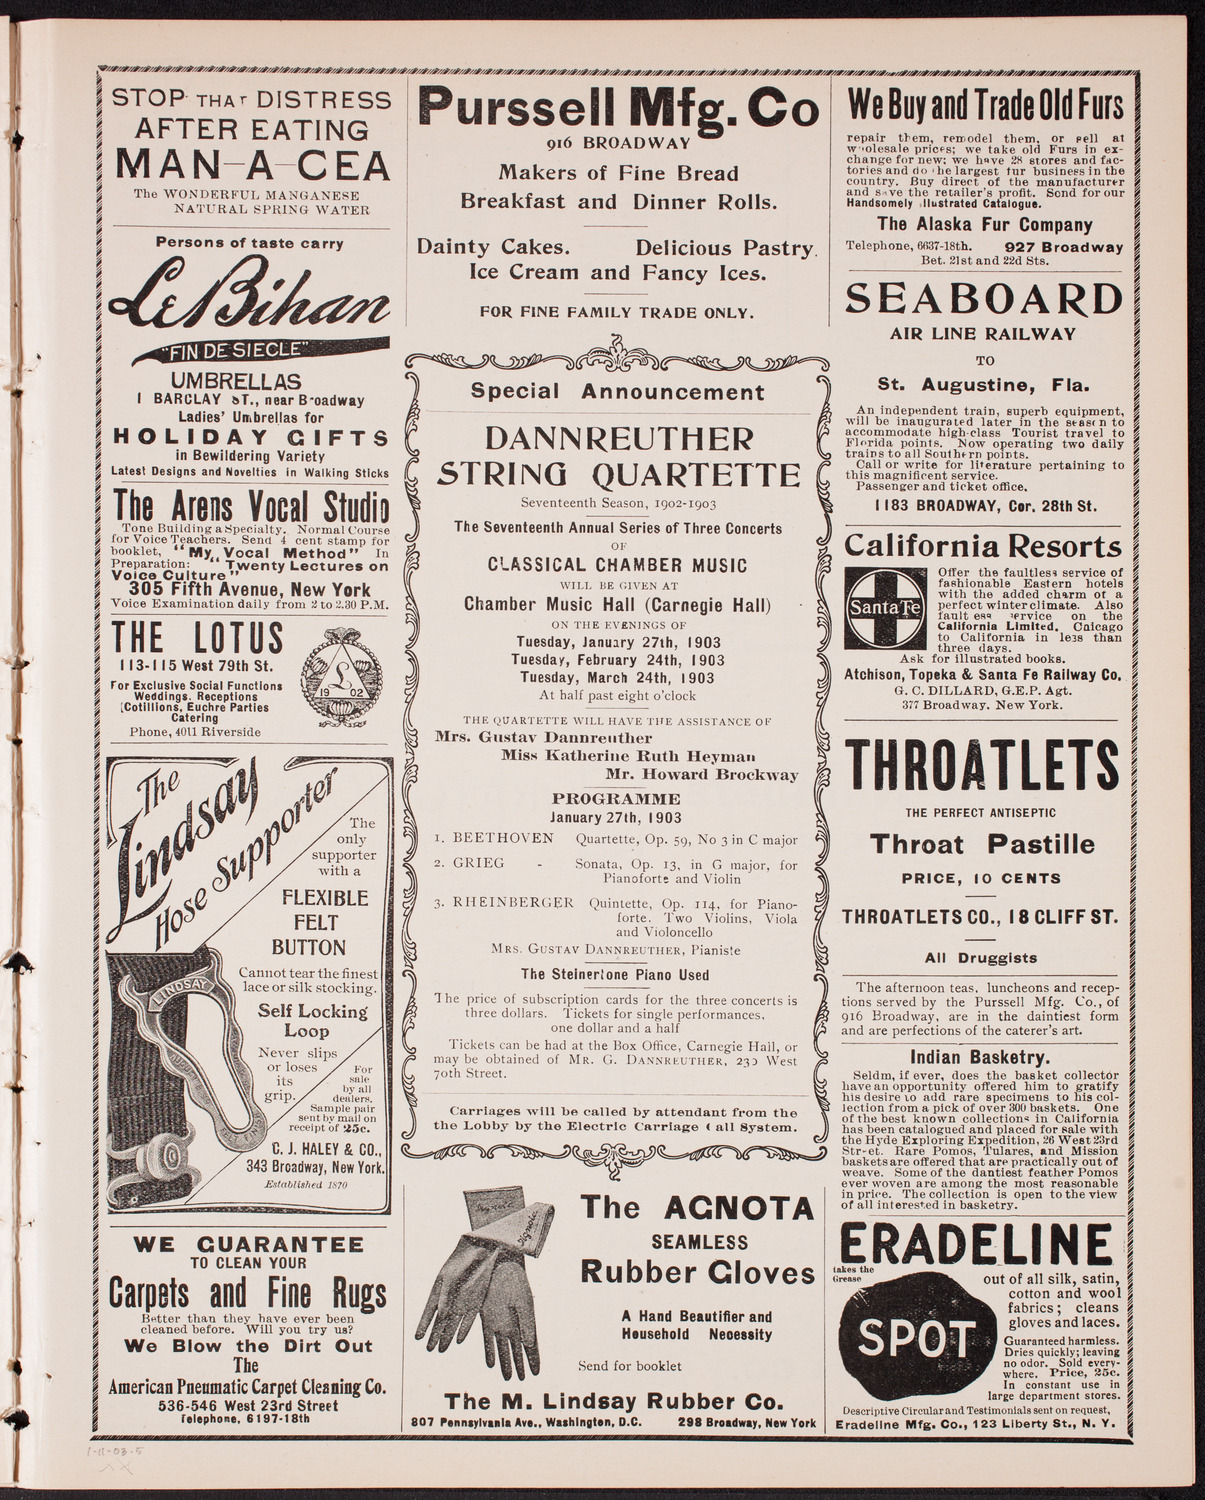 STOP THAT DISTRESS
AFTER EATING
MAN-A-CEA
The WONDERFUL MANGANESE
NATURAL SPRING WATER
Persons of taste carry
Le Bihan
"FIN DE SIECLE"
UMBRELLAS
1 BARCLAY ST., near Broadway
Ladies' Umbrellas for
HOLIDAY GIFTS
in Bewildering Variety
Latest Designs and Novelties in Walking Sticks
The Arens Vocal Studio
Tone Building a Specialty. Normal Course
for Voice Teachers. Send 4 cent stamp for
booklet, "My Vocal Method" In
Preparation: "Twenty Lectures on
Voice Culture"
305 Fifth Avenue, New York
Voice Examination daily from 2 to 2.30 P.M.
THE LOTUS
113-115 West 79th St.
For Exclusive Social Functions
Weddings. Receptions
Cotillions, Euchre Parties
Catering
Phone, 4011 Riverside
L
1902
The
Lindsay
Hose Supporter
The
only
supporter
with a
FLEXIBLE
FELT
BUTTON
Cannot tear the finest
lace or silk stocking.
Self Locking
Loop
Never slips
or loses
its
grip.
For
sale
by all
dealers.
Sample pair
sent by mail on
receipt of 25c.
LINDSAY
C. J. HALEY & CO.,
343 Broadway, New York.
Established 1870
WE GUARANTEE
TO CLEAN YOUR
Carpets and Fine Rugs
Better than they have ever been
cleaned before. Will you try us?
We Blow the Dirt Out
The
American Pneumatic Carpet Cleaning Co.
536-546 West 23rd Street
Telephone, 6197-18th
Purssell Mfg. Co
916 BROADWAY
Makers of Fine Bread
Breakfast and Dinner Rolls.
Dainty Cakes. Delicious Pastry.
Ice Cream and Fancy Ices.
FOR FINE FAMILY TRADE ONLY.
Special Announcement
DANNREUTHER
STRING QUARTETTE
Seventeenth Season, 1902-1903
The Seventeenth Annual Series of Three Concerts
OF
CLASSICAL CHAMBER MUSIC
WILL BE GIVEN AT
Chamber Music Hall (Carnegie Hall)
ON THE EVENINGS OF
Tuesday, January 27th, 1903
Tuesday, February 24th, 1903
Tuesday, March 24th, 1903
At half past eight o'clock
THE QUARTETTE WILL HAVE THE ASSISTANCE OF
Mrs. Gustav Dannreuther
Miss Katherine Ruth Heyman
Mr. Howard Brockway
PROGRAMME
January 27th, 1903
1. BEETHOVEN Quartette, Op. 59, No 3 in C major
2. GRIEG - Sonata, Op. 13, in G major, for
Pianoforte and Violin
3. RHEINBERGER Quintette, Op. 114, for Piano-
forte. Two Violins, Viola
and Violoncello
MRS. GUSTAV DANNREUTHER, Pianiste
The Steinertone Piano Used
The price of subscription cards for the three concerts is
three dollars. Tickets for single performances,
one dollar and a half
Tickets can be had at the Box Office, Carnegie Hall, or
may be obtained of MR. G. DANNREUTHER, 230 West
70th Street.
Carriages will be called by attendant from the
the Lobby by the Electric Carriage Call System.
The AGNOTA
SEAMLESS
Rubber Gloves
A Hand Beautifier and
Household Necessity
Send for booklet
The M. Lindsay Rubber Co.
807 Pennsylvania Ave., Washington, D.C. 298 Broadway, New York
We Buy and Trade Old Furs
repair them, remodel them, or sell at
wholesale prices; we take old Furs in ex-
change for new; we have 28 stores and fac-
tories and do the largest fur business in the
country. Buy direct of the manufacturer
and save the retailer's profit. Send for our
Handsomely Illustrated Catalogue.
The Alaska Fur Company
Telephone, 6637-18th. 927 Broadway
Bet. 21st and 22d Sts.
SEABOARD
AIR LINE RAILWAY
TO
St. Augustine, Fla.
An independent train, superb equipment,
will be inaugurated later in the season to
accommodate high-class Tourist travel to
Florida points. Now operating two daily
trains to all Southern points.
Call or write for literature pertaining to
this magnificent service.
Passenger and ticket office,
1183 BROADWAY, Cor. 28th St.
California Resorts
Santa Fe
Offer the faultless service of
fashionable Eastern hotels
with the added charm of a
perfect winter climate. Also
faultless service on the
California Limited, Chicago
to California in less than
three days.
Ask for illustrated books.
Atchison, Topeka & Santa Fe Railway Co.
G. C. DILLARD, G.E.P. Agt.
377 Broadway. New York.
THROATLETS
THE PERFECT ANTISEPTIC
Throat Pastille
PRICE, 10 CENTS
THROATLETS CO., 18 CLIFF ST.
All Druggists
The afternoon teas, luncheons and recep-
tions served by the Purssell Mfg. Co., of
916 Broadway, are in the daintiest form
and are perfections of the caterer's art.
Indian Basketry.
Seldm, if ever, does the basket collector
have an opportunity offered him to gratify
his desire to add rare specimens to his col-
lection from a pick of over 300 baskets. One
of the best known collections in California
has been catalogued and placed for sale with
the Hyde Exploring Expedition, 26 West 23rd
Street. Rare Pomos, Tulares, and Mission
baskets are offered that are practically out of
weave. Some of the dantiest feather Pomos
ever woven are among the most reasonable
in price. The collection is open to the view
of all interested in basketry.
ERADELINE
takes the
Grease
SPOT
out of all silk, satin,
cotton and wool
fabrics; cleans
gloves and laces.
Guaranteed harmless.
Dries quickly; leaving
no odor. Sold every-
where. Price, 25c.
In constant use in
large department stores.
Descriptive Circular and Testimonials sent on request,
Eradeline Mfg. Co., 123 Liberty St., N. Y.
1-11-03-5